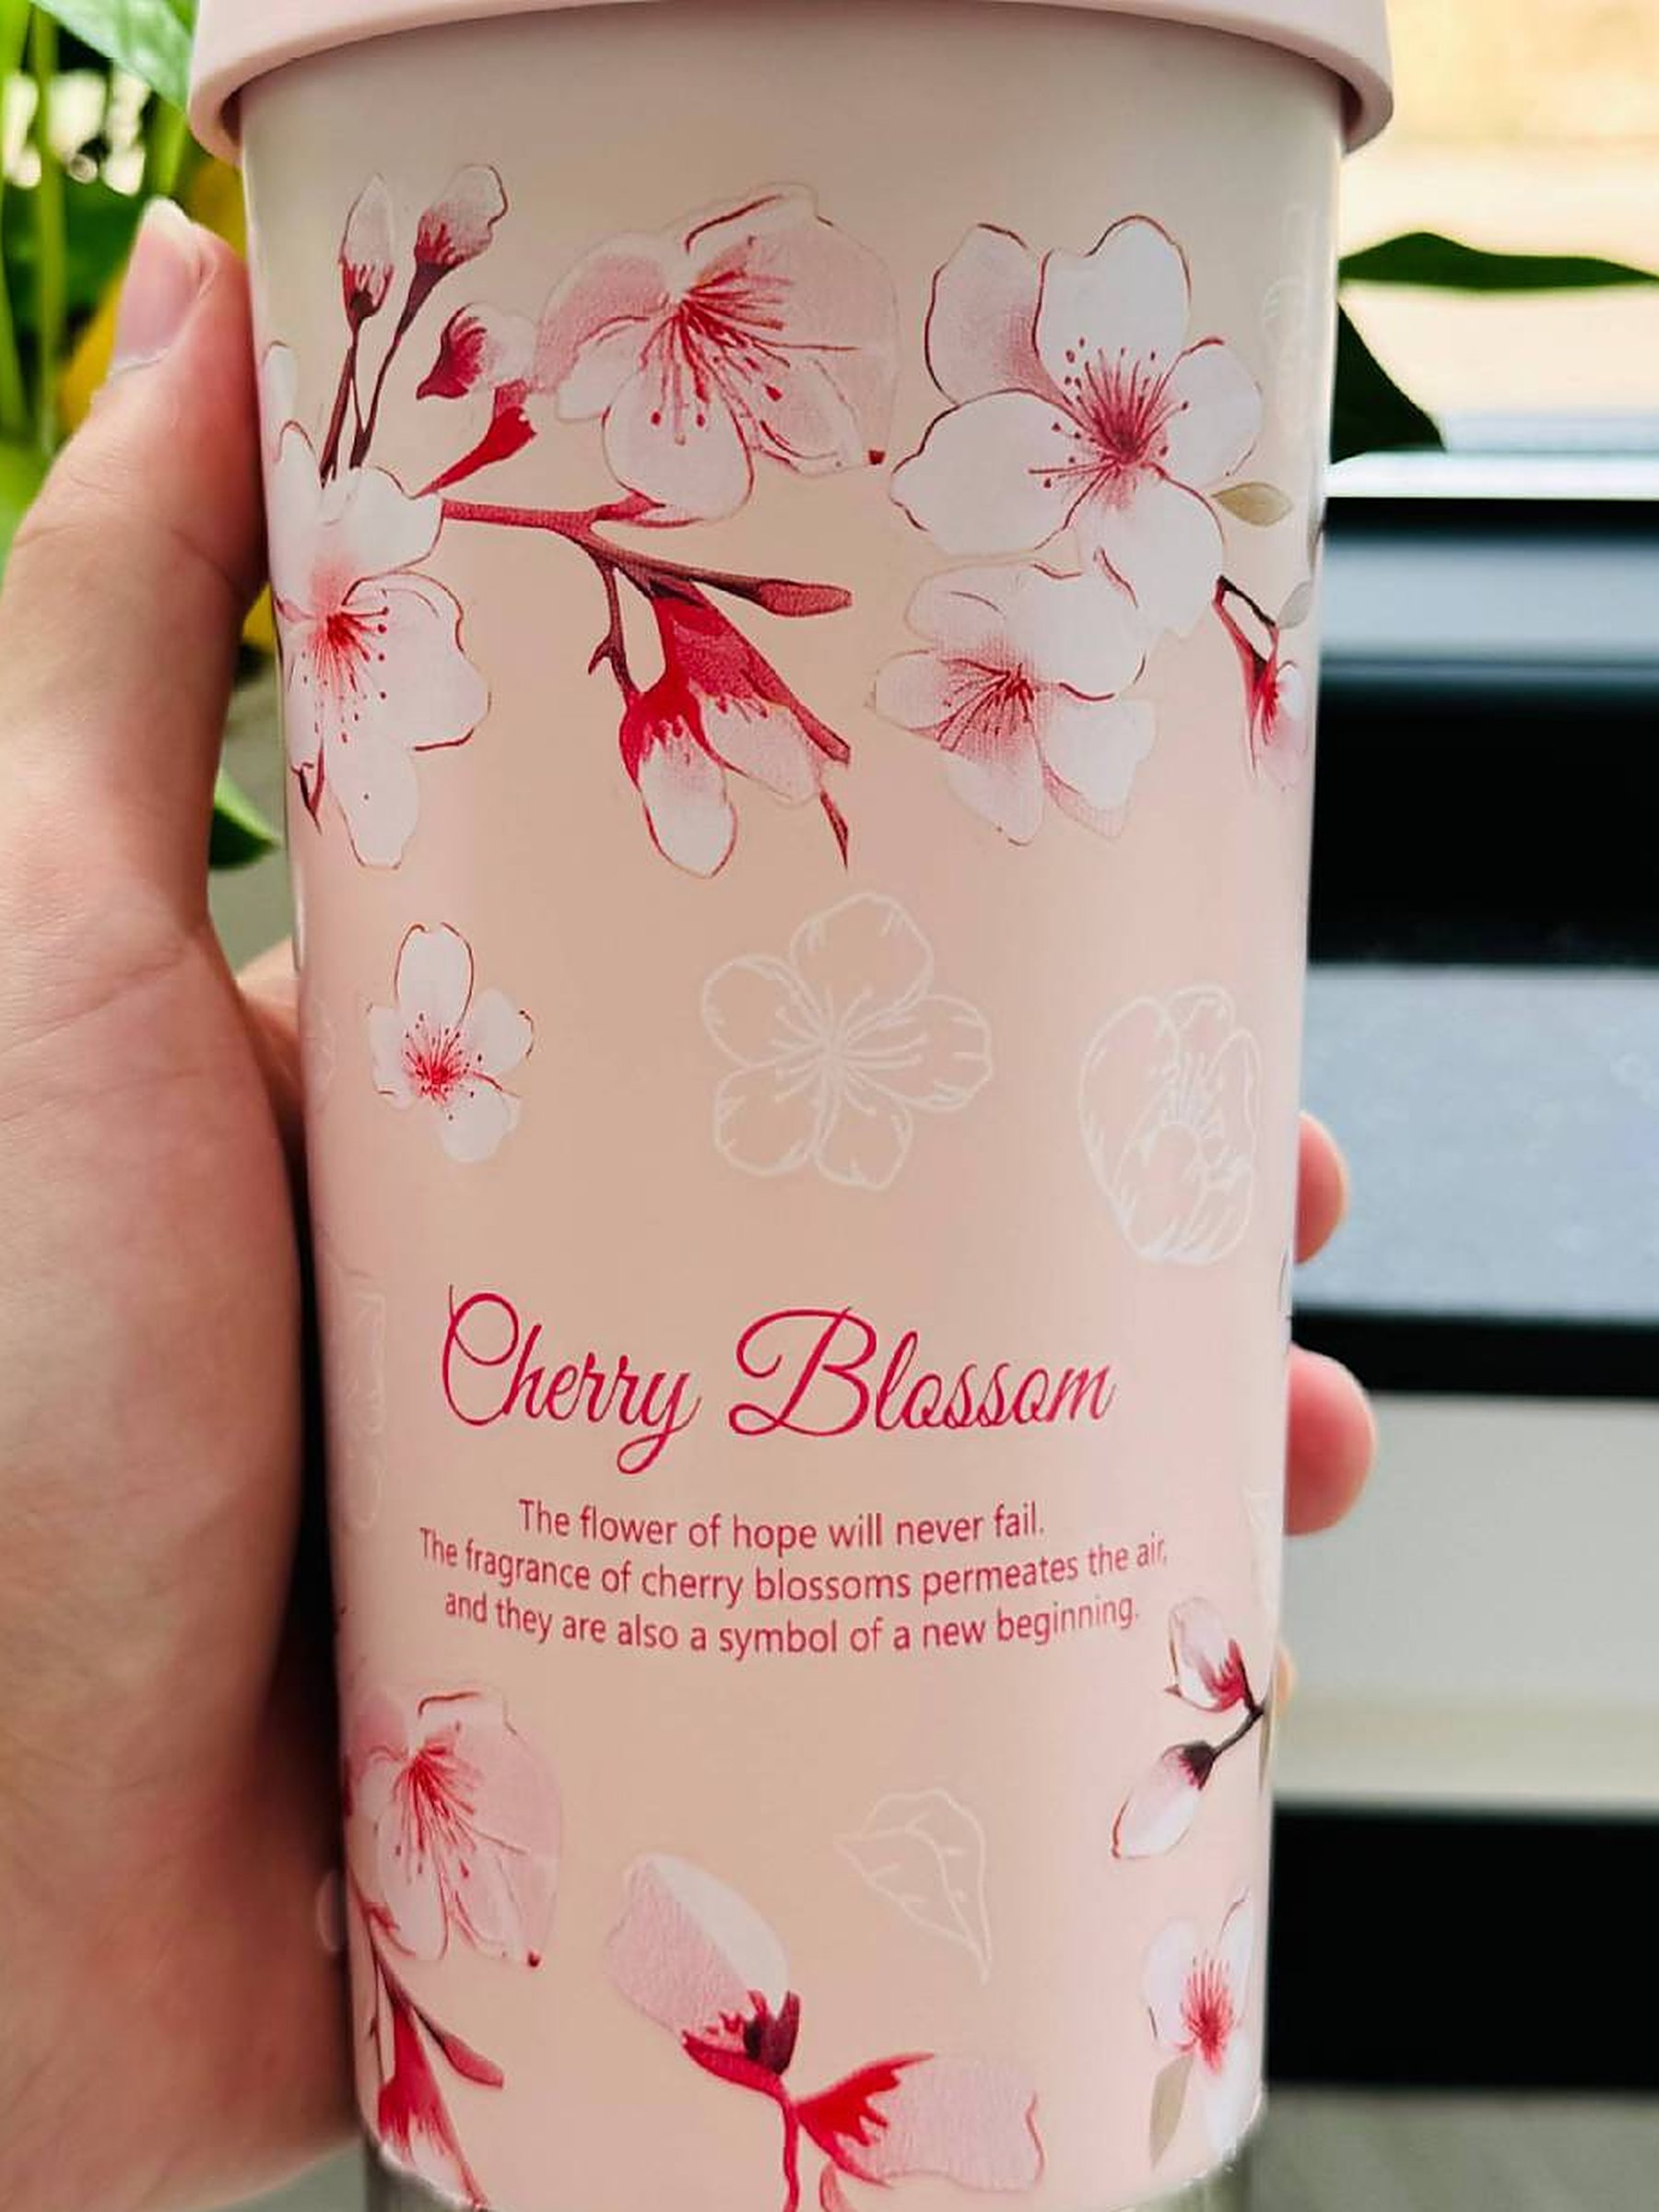 Cherry Blossom
The flower of hope will never fail.
The fragrance of cherry blossoms permeates the air,
and they are also a symbol of a new beginning.